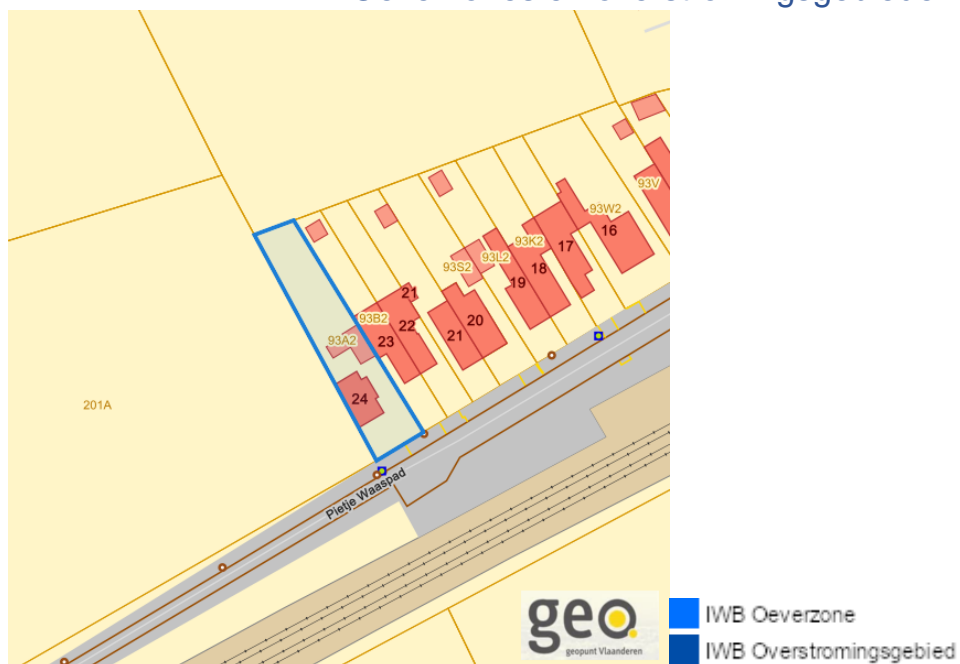 93V
93W2
16
93K2
17
93L2
93S2
18
19
21
20
93B2
22
21
93A2
23
24
201A
Pietje Waaspad
geo.
geopunt Vlaanderen
IWB Oeverzone
IWB Overstromingsgebied